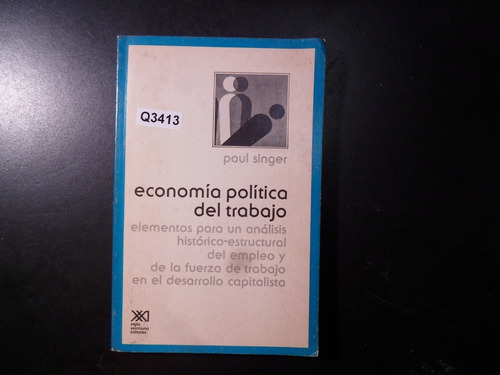 Q3413
paul singer
economía política
del trabajo
elementos para un análisis
histórico-estructural
del empleo y
de la fuerza de trabajo
en el desarrollo capitalista
siglo
veintiuno
editores